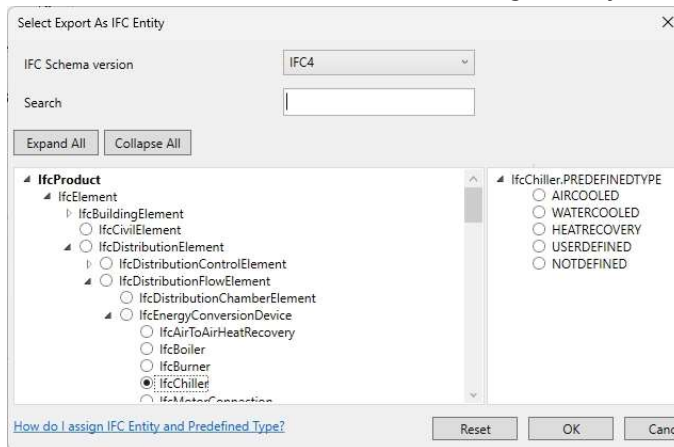 Select Export As IFC Entity
IFC Schema version
IFC4
Search
Expand All
Collapse All
IfcProduct
IfcElement
IfcBuildingElement
IfcCivilElement
IfcDistributionElement
IfcDistributionControlElement
IfcDistributionFlowElement
IfcDistributionChamberElement
IfcEnergyConversionDevice
IfcAirToAirHeatRecovery
IfcBoiler
IfcBurner
IfcChiller
IfcMotorConnection
IfcChiller.PREDEFINEDTYPE
AIRCOOLED
WATERCOOLED
HEATRECOVERY
USERDEFINED
NOTDEFINED
How do I assign IFC Entity and Predefined Type?
Reset
OK
Canc